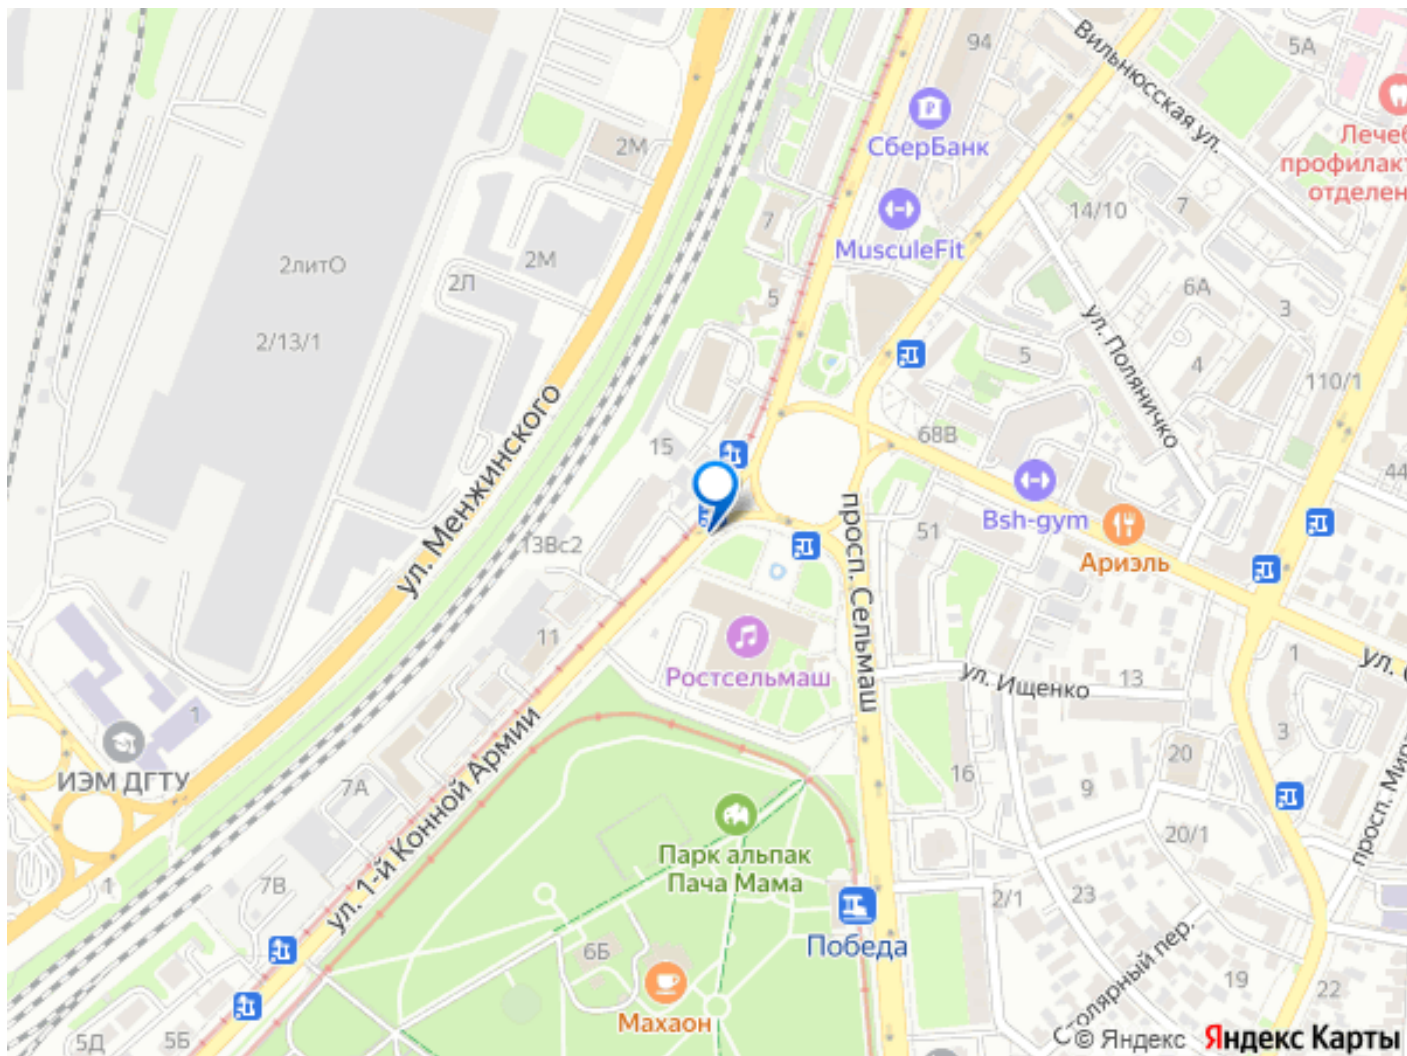 94
Вильнюсская ул.
5А
СберБанк
2М
Лечеб
профилак
отделен
14/10
7
7
MusculeFit
2М
2литО
2Л
6А
3
5
2/13/1
5
4
ул. Поляничко
110/1
ул. Менжинского
15
68В
44
Bsh-gym
просп. Сельмаш
51
13Вс2
Ариэль
11
Ростсельмаш
ул. Ищенко
13
1
ул. С
1
ИЭМ ДГТУ
ул. 1-й Конной Армии
20
3
16
9
7А
просп. Мира
20/1
Парк альпак
Пача Мама
1
7В
2/1
23
Победа
6Б
Столярный пер.
19
22
Махаон
5Д
5Б
© Яндекс Яндекс Карты